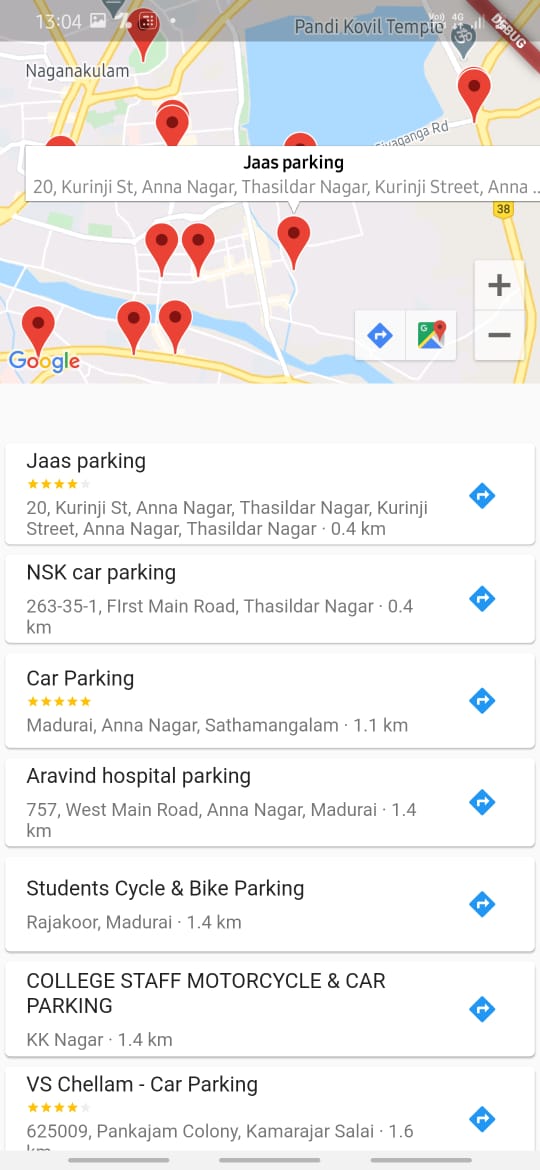 13:04
4G
DEBUG
Pandi Kovil Temple
Naganakulam
Sivaganga Rd
Jaas parking
20, Kurinji St, Anna Nagar, Thasildar Nagar, Kurinji Street, Anna ...
38
+
−
G
Google
Jaas parking
20, Kurinji St, Anna Nagar, Thasildar Nagar, Kurinji
Street, Anna Nagar, Thasildar Nagar · 0.4 km
NSK car parking
263-35-1, FIrst Main Road, Thasildar Nagar · 0.4
km
Car Parking
Madurai, Anna Nagar, Sathamangalam · 1.1 km
Aravind hospital parking
757, West Main Road, Anna Nagar, Madurai · 1.4
km
Students Cycle & Bike Parking
Rajakoor, Madurai · 1.4 km
COLLEGE STAFF MOTORCYCLE & CAR
PARKING
KK Nagar · 1.4 km
VS Chellam - Car Parking
625009, Pankajam Colony, Kamarajar Salai · 1.6
km